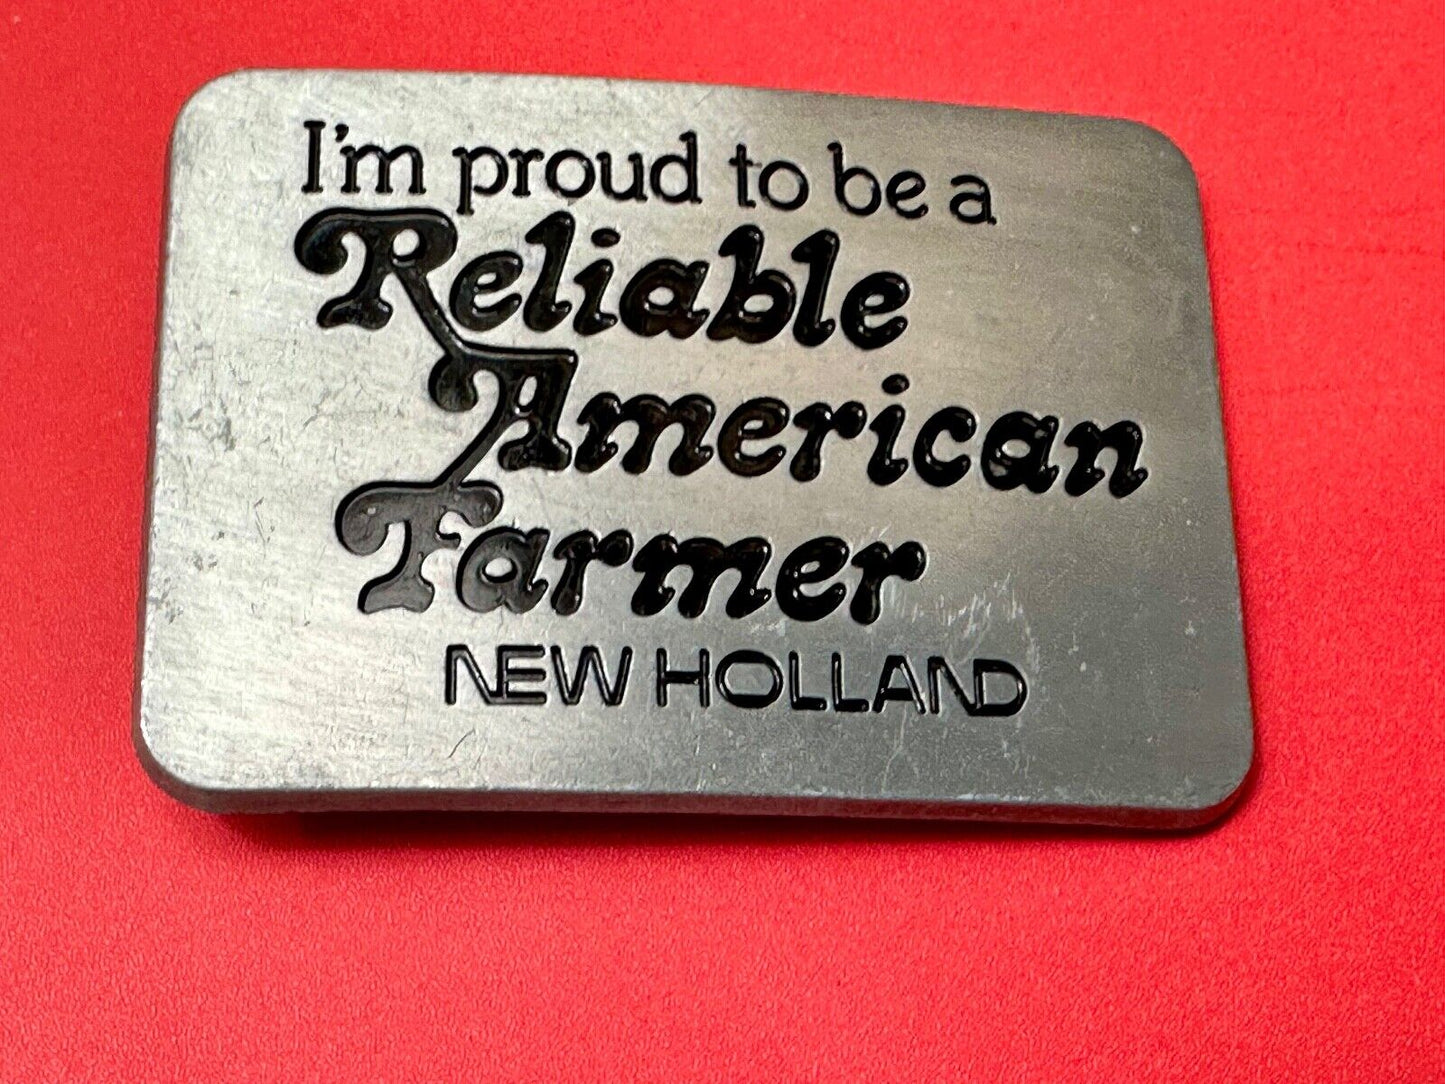 I'm proud to be a
Reliable
American
Farmer
NEW HOLLAND